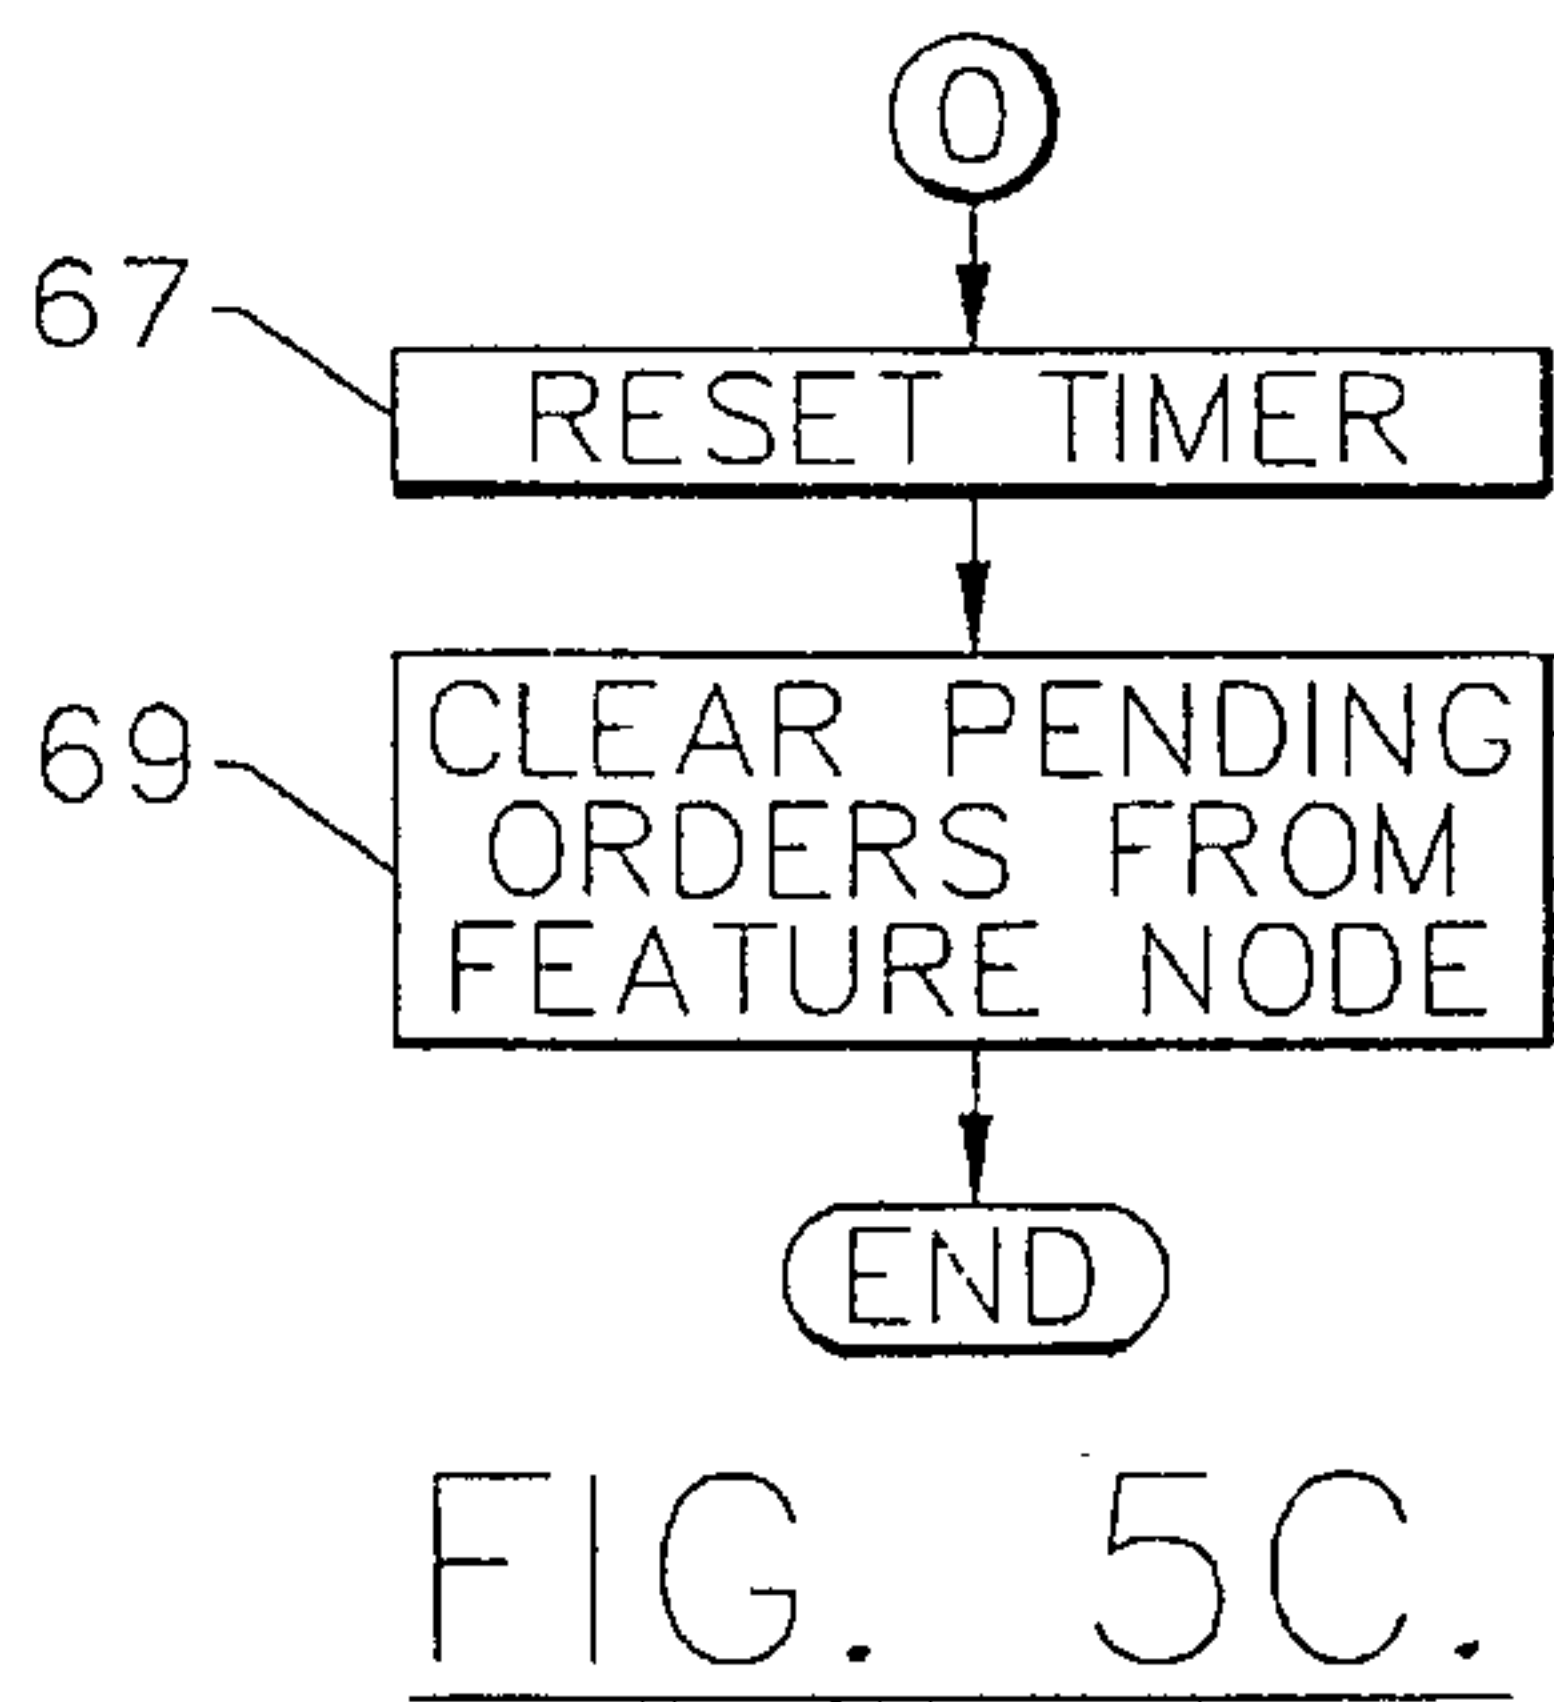 O
67
RESET TIMER
69
CLEAR PENDING
ORDERS FROM
FEATURE NODE
END
FIG. 5C.